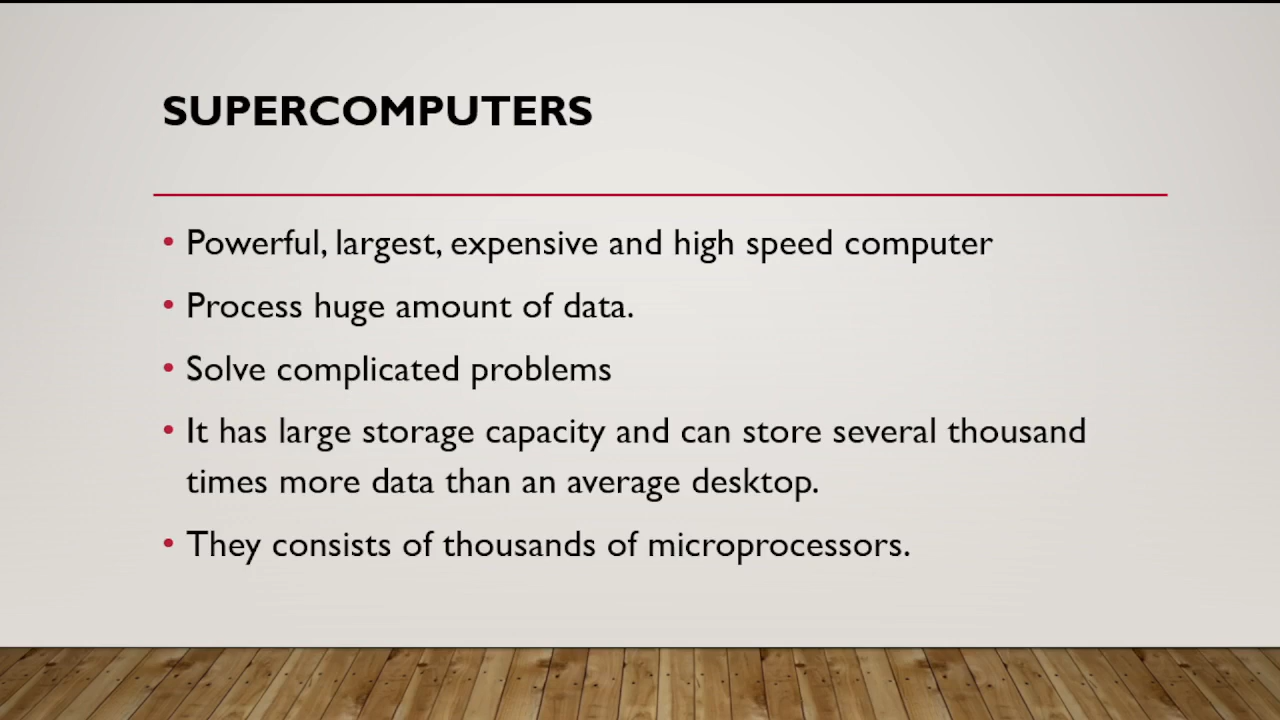 SUPERCOMPUTERS
• Powerful, largest, expensive and high speed computer
• Process huge amount of data.
• Solve complicated problems
• It has large storage capacity and can store several thousand
times more data than an average desktop.
• They consists of thousands of microprocessors.